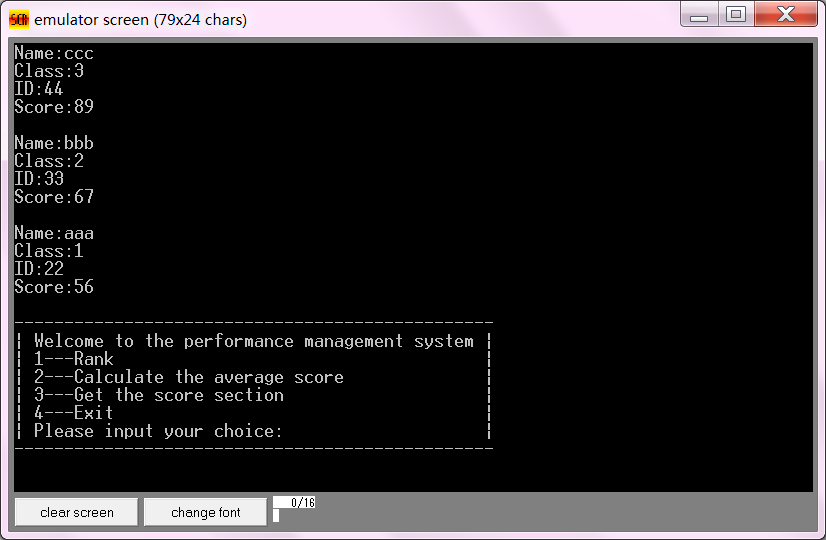 SCR emulator screen (79x24 chars)
Name:ccc
Class:3
ID:44
Score:89
Name:bbb
Class:2
ID:33
Score:67
Name:aaa
Class:1
ID:22
Score:56
------------------------------------------------
¦ Welcome to the performance management system ¦
¦ 1---Rank ¦
¦ 2---Calculate the average score ¦
¦ 3---Get the score section ¦
¦ 4---Exit ¦
¦ Please input your choice: ¦
------------------------------------------------
clear screen change font 0/16